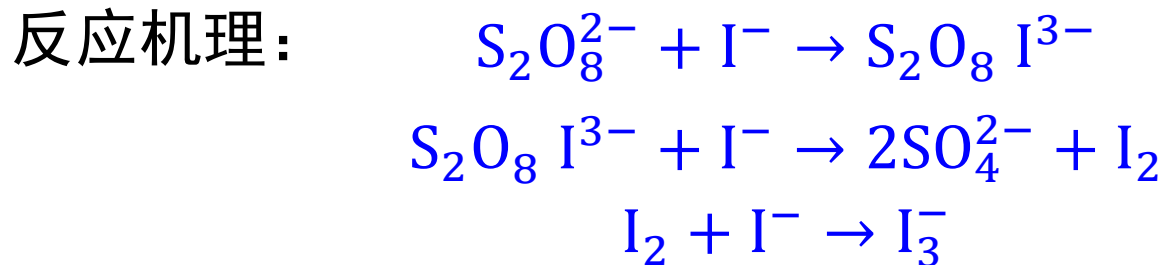 反应机理： S₂O₈²⁻ + I⁻ → S₂O₈ I³⁻
S₂O₈ I³⁻ + I⁻ → 2SO₄²⁻ + I₂
I₂ + I⁻ → I₃⁻